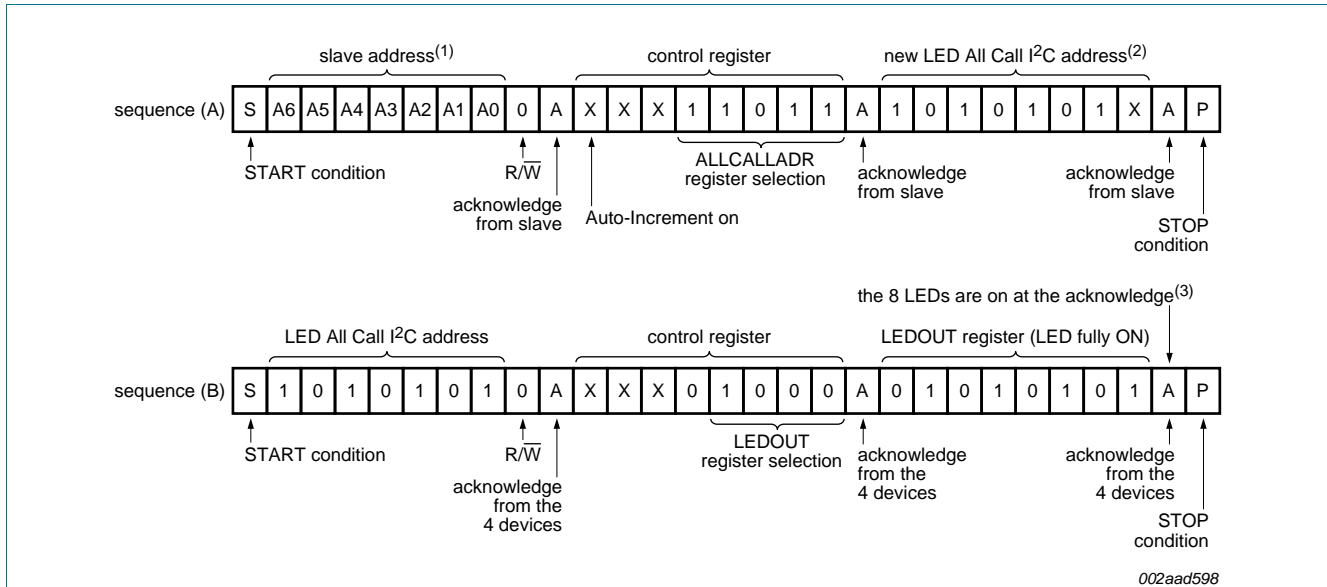 slave address(1) control register new LED All Call I2C address(2)
sequence (A) S A6 A5 A4 A3 A2 A1 A0 0 A X X X 1 1 0 1 1 A 1 0 1 0 1 0 1 X A P
START condition R/W ALLCALLADR
register selection acknowledge
from slave acknowledge
from slave
acknowledge
from slave Auto-Increment on
STOP
condition
the 8 LEDs are on at the acknowledge(3)
LED All Call I2C address control register LEDOUT register (LED fully ON)
sequence (B) S 1 0 1 0 1 0 1 0 A X X X 0 1 0 0 0 A 0 1 0 1 0 1 0 1 A P
START condition R/W LEDOUT
register selection acknowledge
from the
4 devices acknowledge
from the
4 devices
acknowledge
from the
4 devices
STOP
condition
002aad598